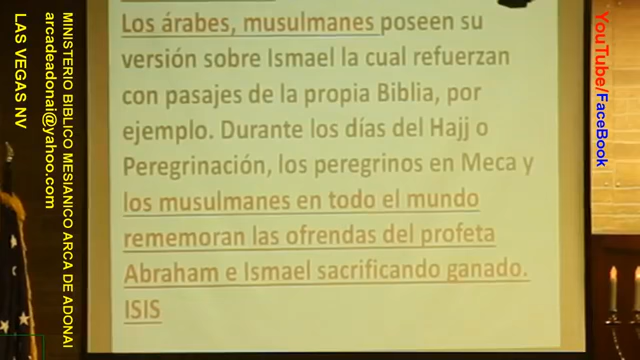 Los árabes, musulmanes poseen su
versión sobre Ismael la cual refuerzan
con pasajes de la propia Biblia, por
ejemplo. Durante los días del Hajj o
Peregrinación, los peregrinos en Meca y
los musulmanes en todo el mundo
rememoran las ofrendas del profeta
Abraham e Ismael sacrificando ganado.
ISIS
MINISTERIO BIBLICO MESIANICO ARCA DE ADONAI
arcadeadonai@yahoo.com
LAS VEGAS NV
YouTube/FaceBook